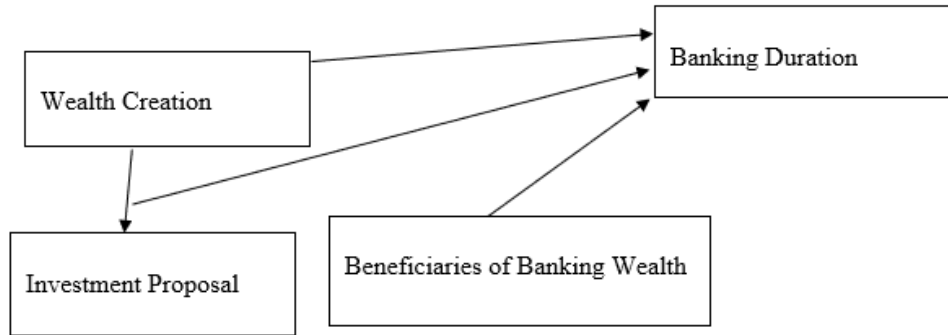 Banking Duration
Wealth Creation
Beneficiaries of Banking Wealth
Investment Proposal